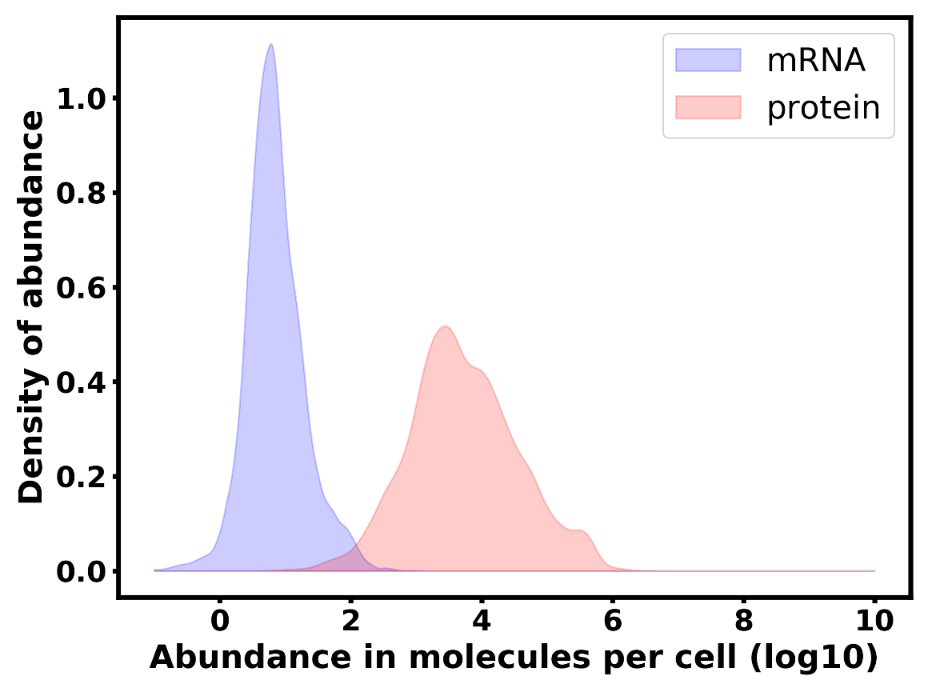 mRNA
protein
Density of abundance
1.0
0.8
0.6
0.4
0.2
0.0
0 2 4 6 8 10
Abundance in molecules per cell (log10)